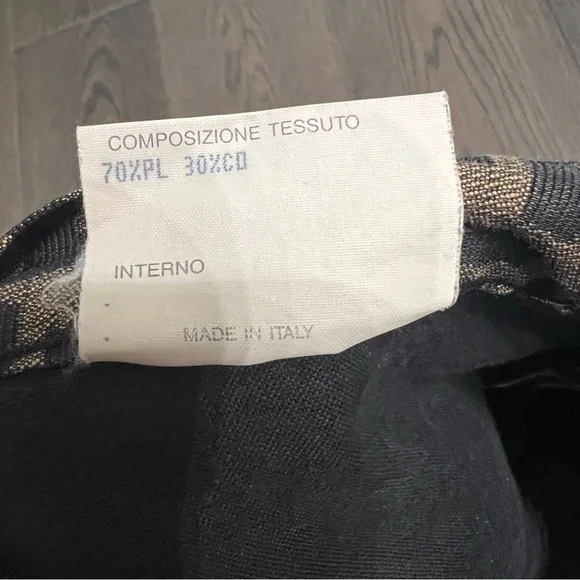 COMPOSIZIONE TESSUTO
70%PL 30%CO
INTERNO
MADE IN ITALY